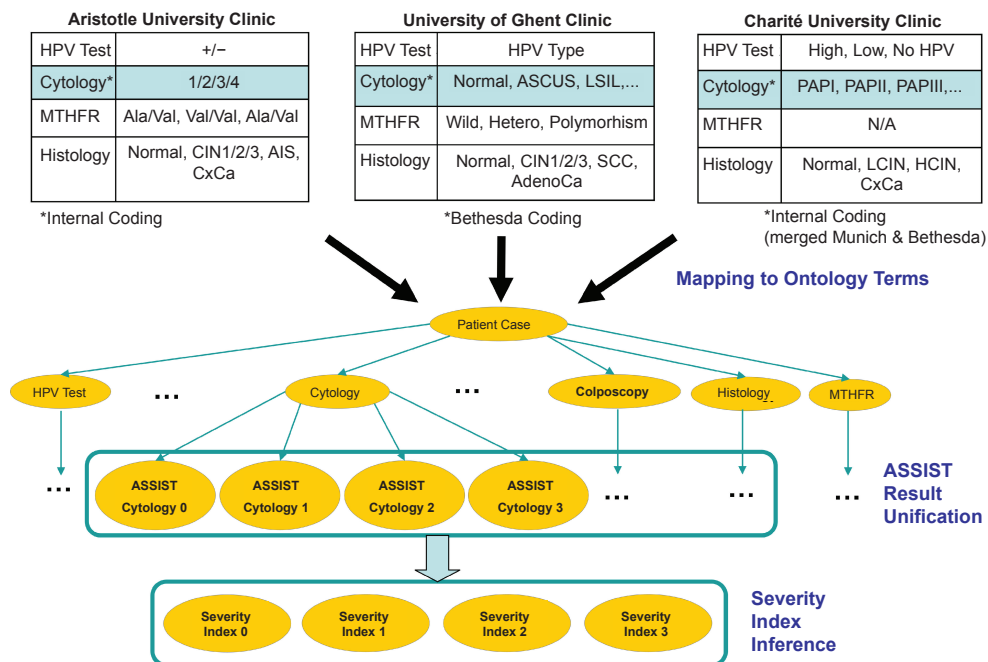 Aristotle University Clinic
HPV Test +/−
Cytology* 1/2/3/4
MTHFR Ala/Val, Val/Val, Ala/Val
Histology Normal, CIN1/2/3, AIS,
CxCa
*Internal Coding
University of Ghent Clinic
HPV Test HPV Type
Cytology* Normal, ASCUS, LSIL,...
MTHFR Wild, Hetero, Polymorhism
Histology Normal, CIN1/2/3, SCC,
AdenoCa
*Bethesda Coding
Charité University Clinic
HPV Test High, Low, No HPV
Cytology* PAPI, PAPII, PAPIII,...
MTHFR N/A
Histology Normal, LCIN, HCIN,
CxCa
*Internal Coding
(merged Munich & Bethesda)
Mapping to Ontology Terms
Patient Case
HPV Test
...
Cytology
...
Colposcopy
Histology
MTHFR
...
ASSIST
Cytology 0
ASSIST
Cytology 1
ASSIST
Cytology 2
ASSIST
Cytology 3
...
...
...
ASSIST
Result
Unification
Severity
Index 0
Severity
Index 1
Severity
Index 2
Severity
Index 3
Severity
Index
Inference